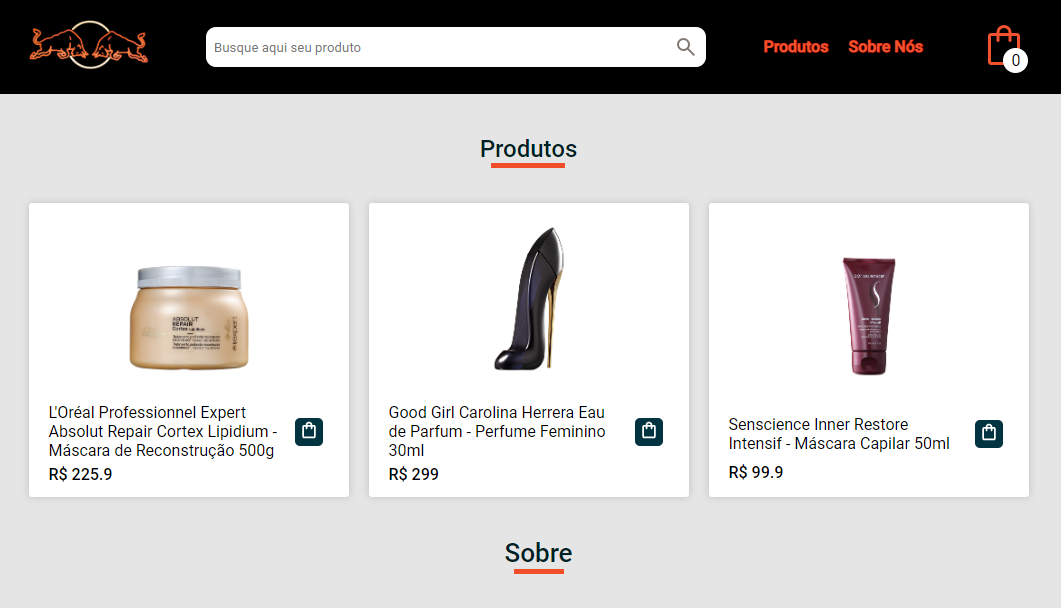 Busque aqui seu produto
Produtos
Sobre Nós
0
Produtos
ABSOLUT
REPAIR
Cortex Lipidium
L'Oréal Professionnel Expert
Absolut Repair Cortex Lipidium -
Máscara de Reconstrução 500g
R$ 225.9
Good Girl Carolina Herrera Eau
de Parfum - Perfume Feminino
30ml
R$ 299
Senscience Inner Restore
Intensif - Máscara Capilar 50ml
R$ 99.9
Sobre